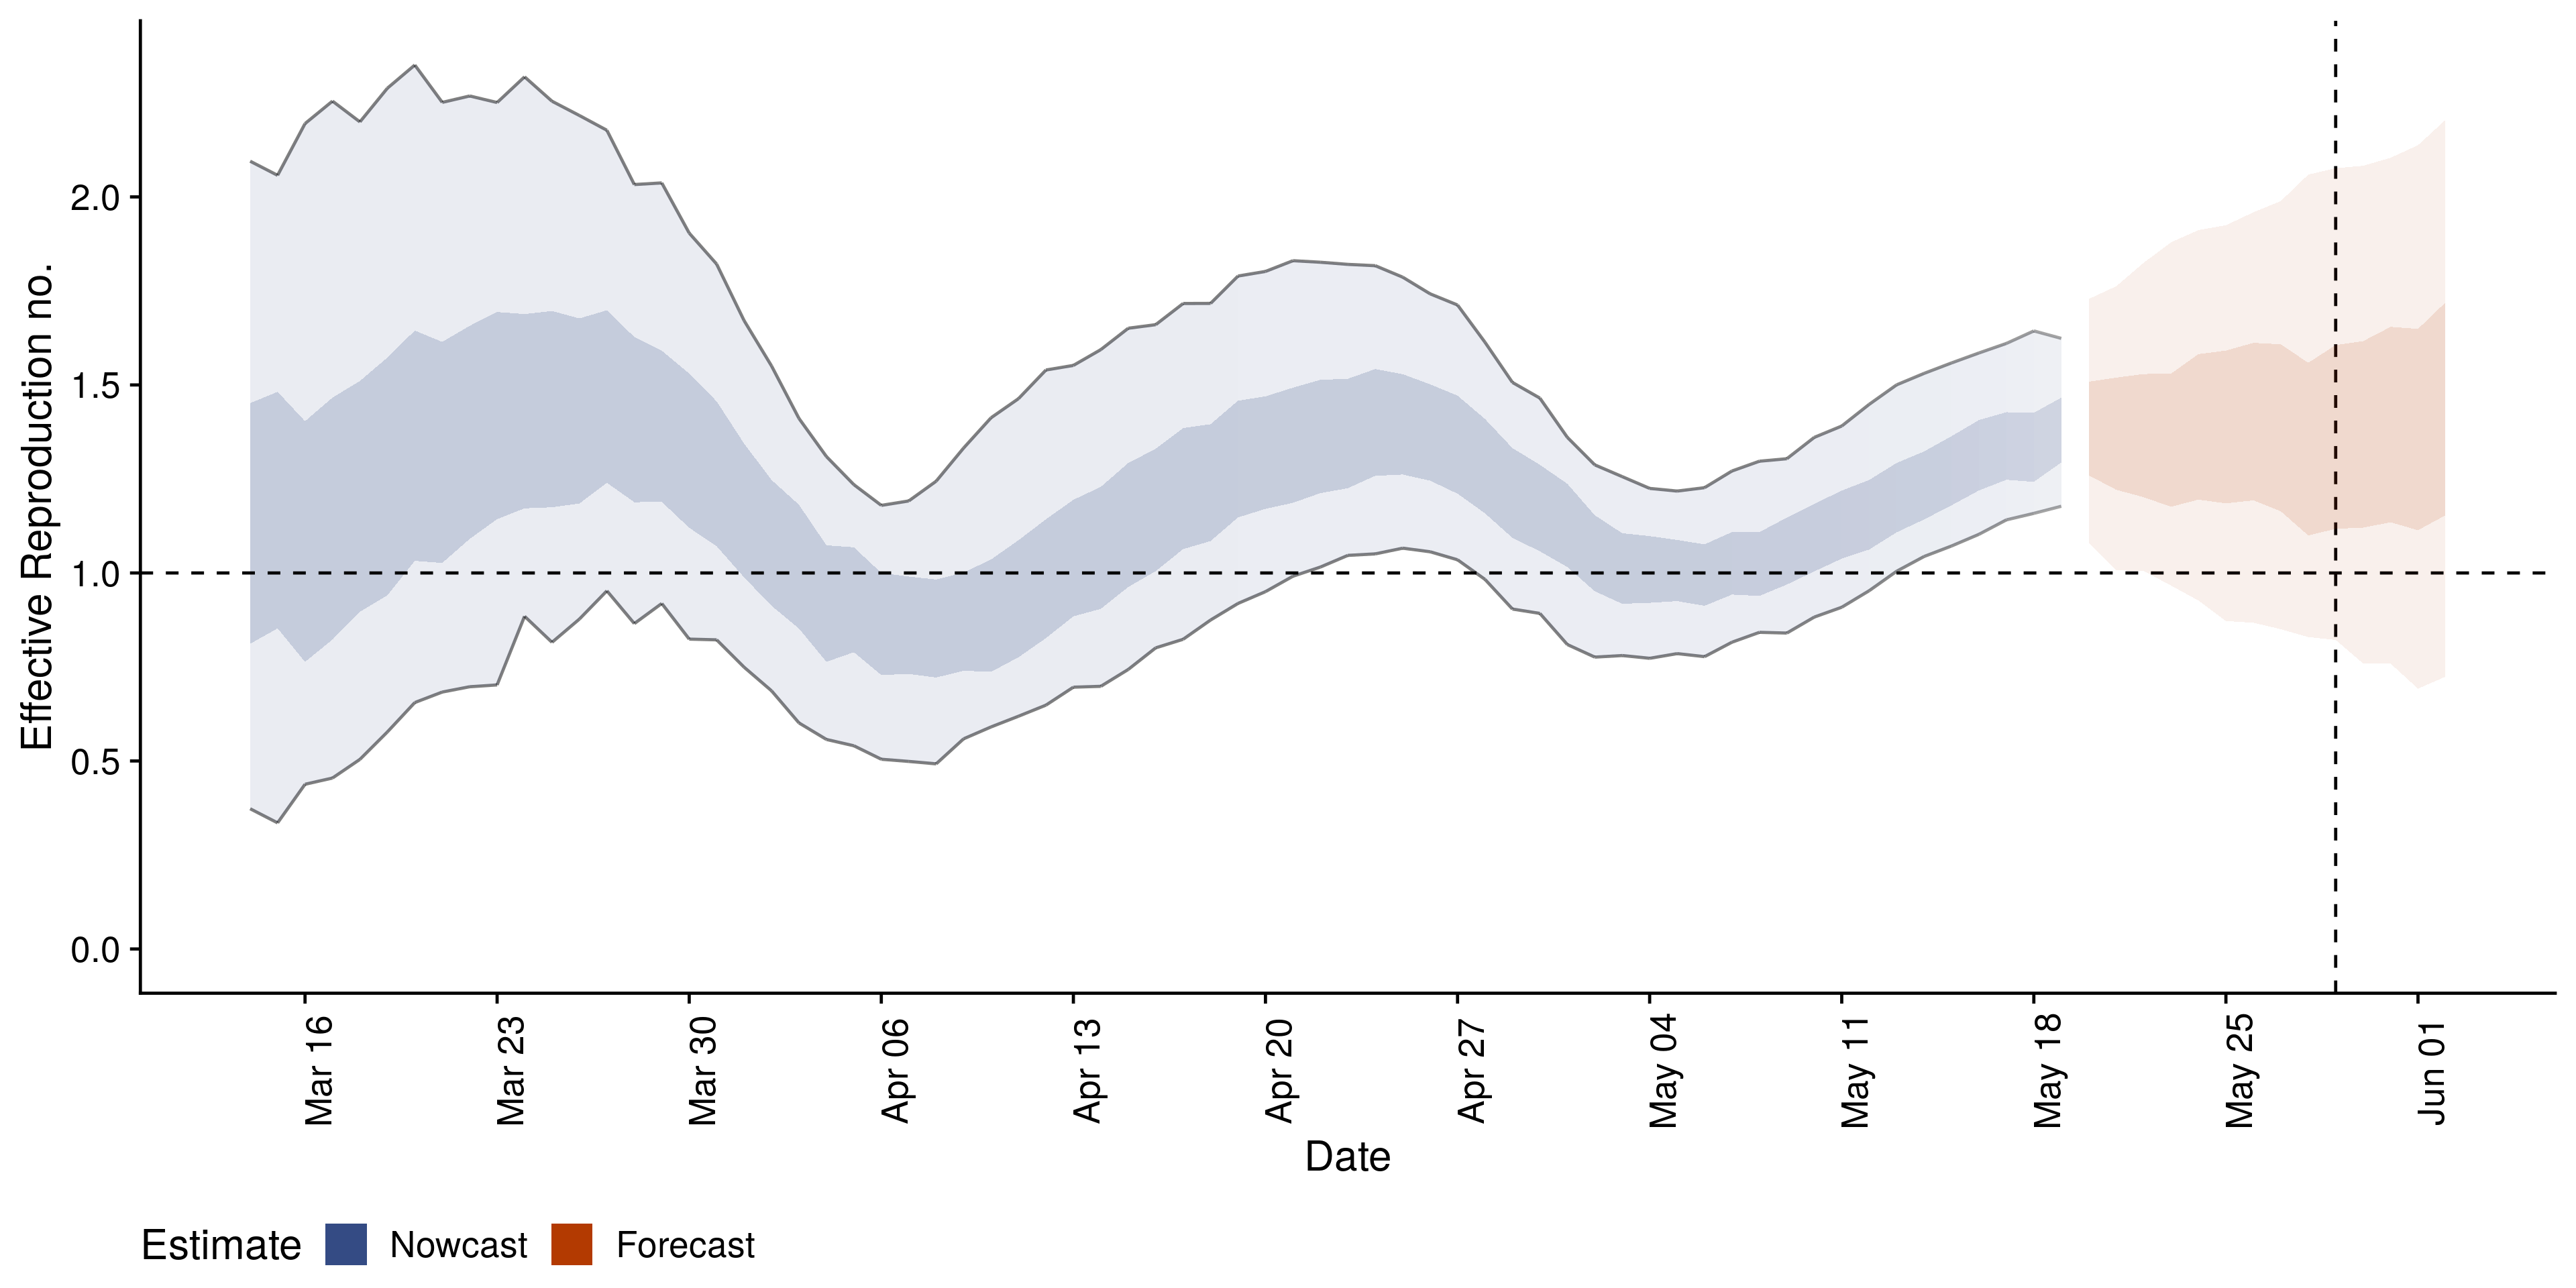 Effective Reproduction no.
2.0
1.5
1.0
0.5
0.0
Mar 16
Mar 23
Mar 30
Apr 06
Apr 13
Apr 20
Apr 27
May 04
May 11
May 18
May 25
Jun 01
Date
Estimate Nowcast Forecast